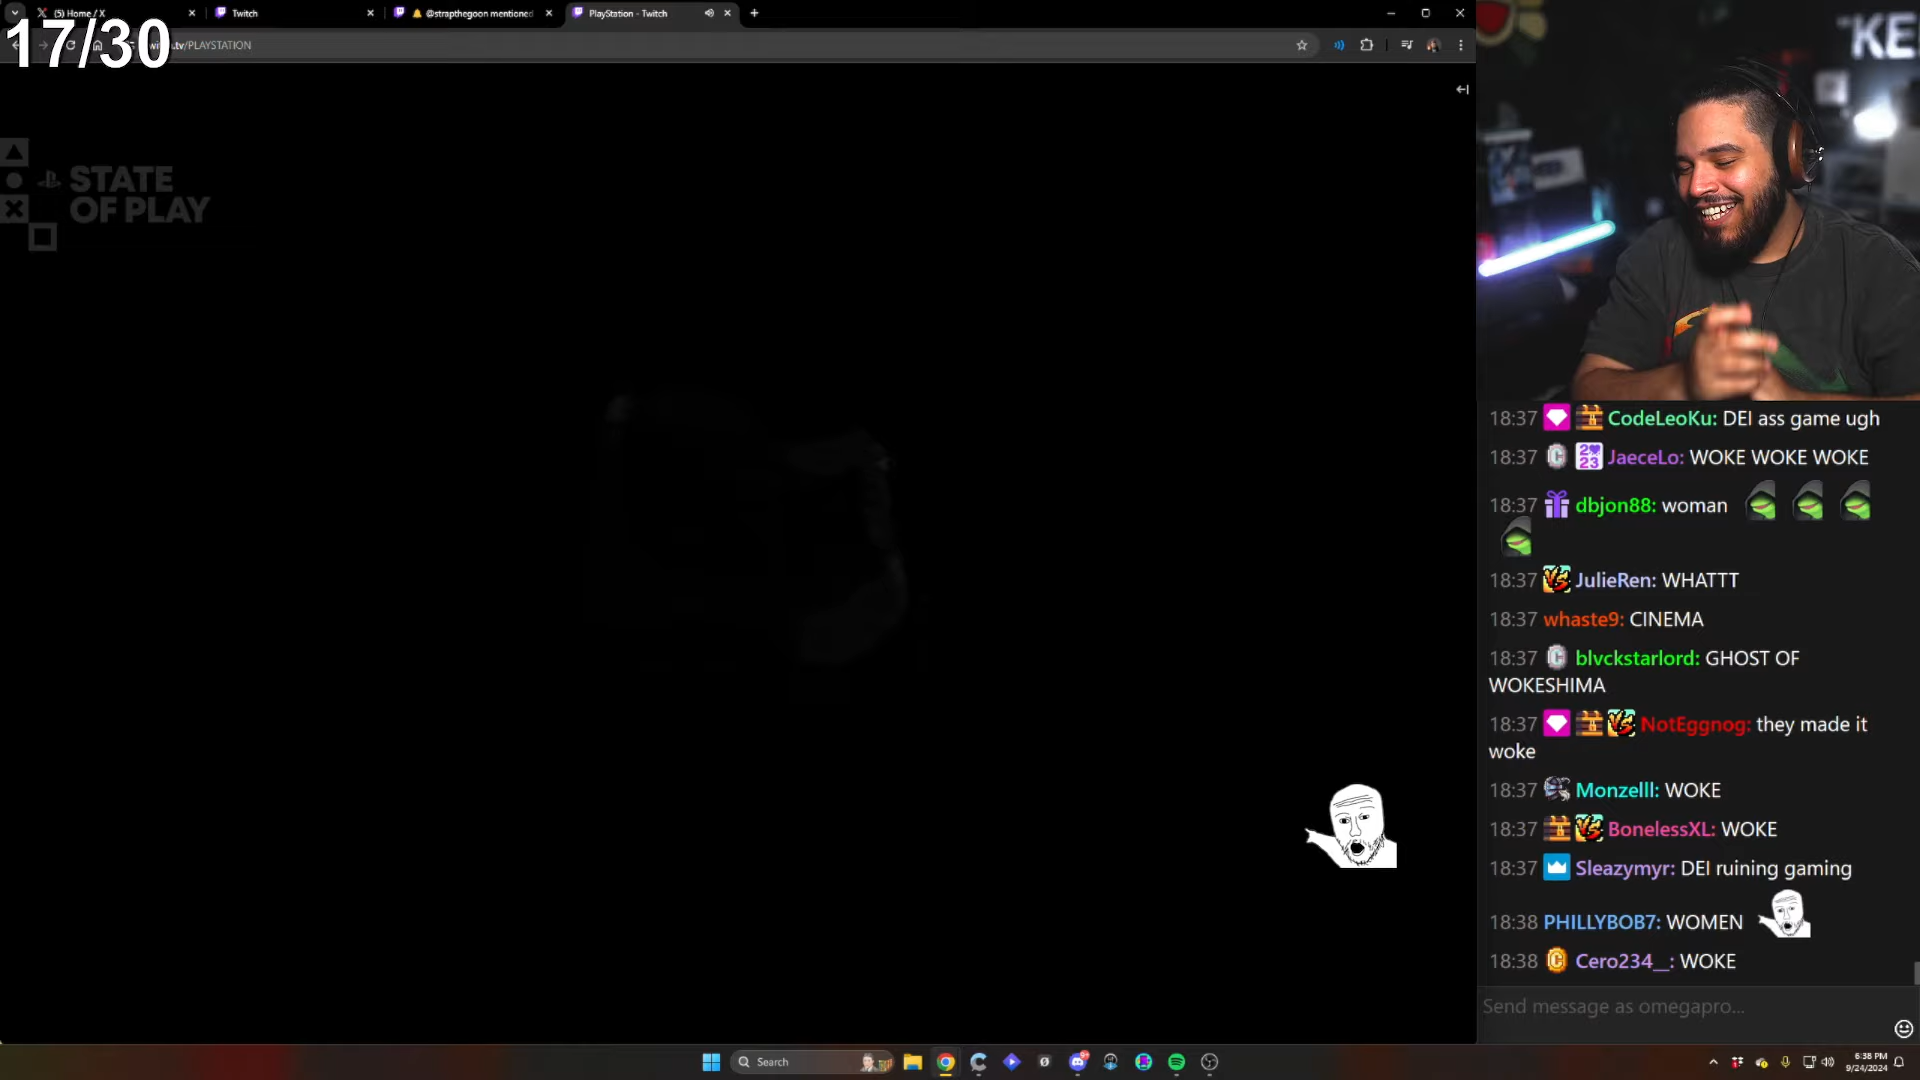 (5) Home / X
Twitch
@strapthegoon mentioned
PlayStation - Twitch
17/30
tv/PLAYSTATION
STATE
OF PLAY
KE
18:37 CodeLeoKu: DEI ass game ugh
18:37 JaeceLo: WOKE WOKE WOKE
18:37 dbjon88: woman
18:37 JulieRen: WHATTT
18:37 whaste9: CINEMA
18:37 blvckstarlord: GHOST OF
WOKESHIMA
18:37 NotEggnog: they made it
woke
18:37 Monzelll: WOKE
18:37 BonelessXL: WOKE
18:37 Sleazymyr: DEI ruining gaming
18:38 PHILLYBOB7: WOMEN
18:38 Cero234__: WOKE
Send message as omegapro...
Search
6:38 PM
9/24/2024